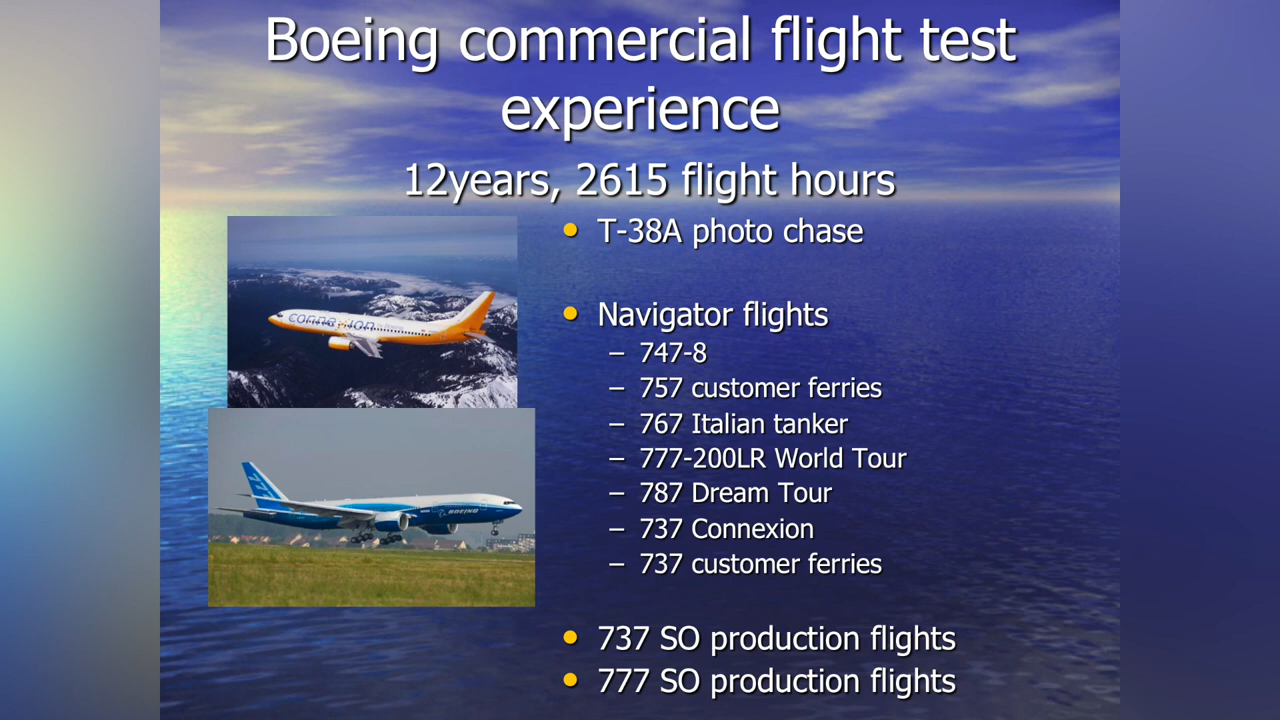 Boeing commercial flight test
experience
12years, 2615 flight hours
• T-38A photo chase
• Navigator flights
– 747-8
– 757 customer ferries
– 767 Italian tanker
– 777-200LR World Tour
– 787 Dream Tour
– 737 Connexion
– 737 customer ferries
• 737 SO production flights
• 777 SO production flights
connexion
BOEING